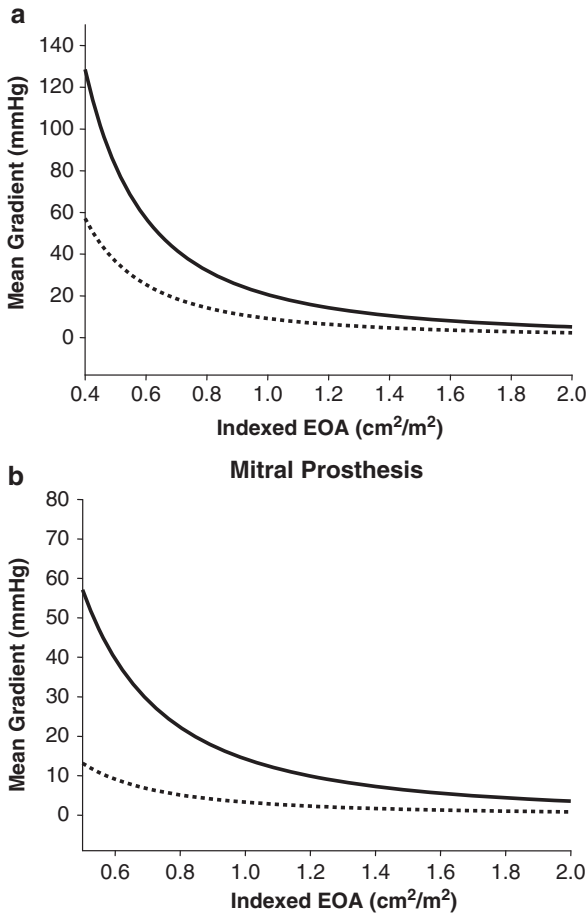 a
140
120
100
80
60
40
20
0
Mean Gradient (mmHg)
0.4 0.6 0.8 1.0 1.2 1.4 1.6 1.8 2.0
Indexed EOA (cm²/m²)
b Mitral Prosthesis
80
70
60
50
40
30
20
10
0
Mean Gradient (mmHg)
0.6 0.8 1.0 1.2 1.4 1.6 1.8 2.0
Indexed EOA (cm²/m²)